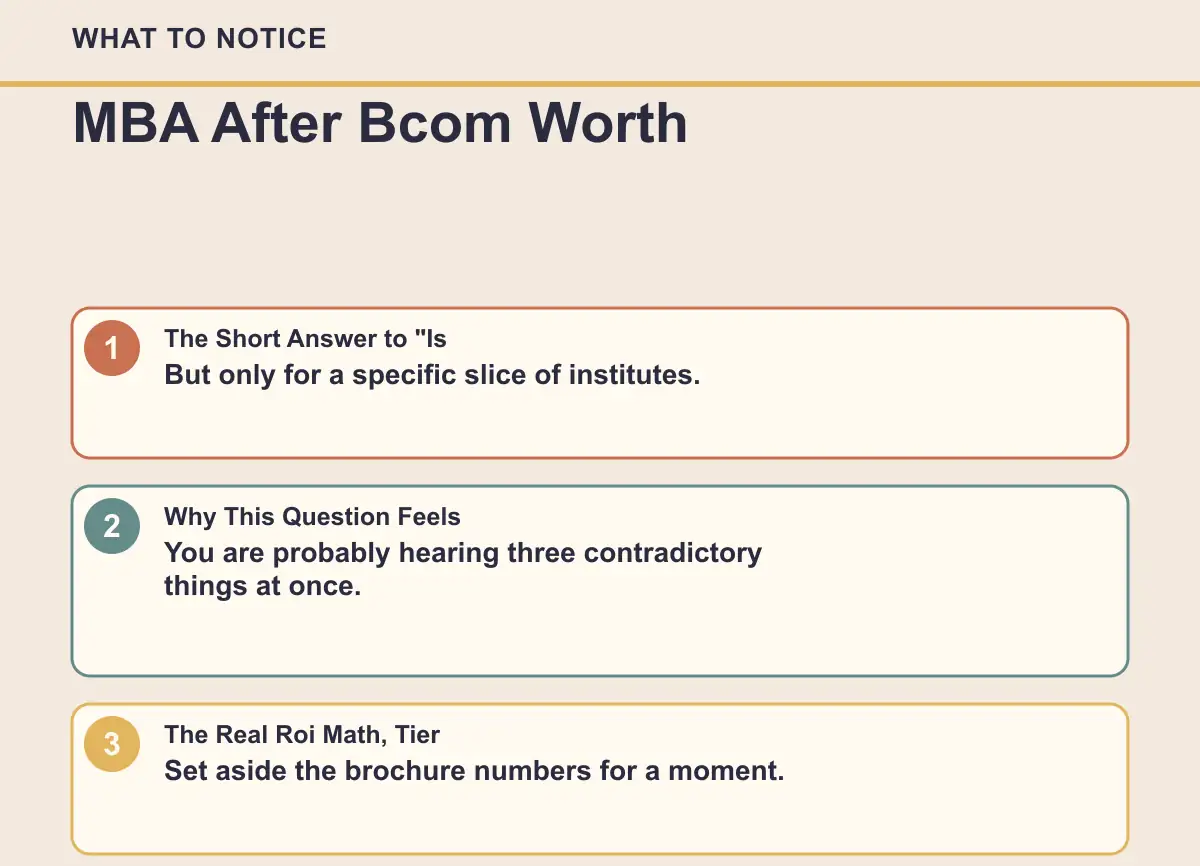 WHAT TO NOTICE
MBA After Bcom Worth
1
The Short Answer to "Is
But only for a specific slice of institutes.
2
Why This Question Feels
You are probably hearing three contradictory
things at once.
3
The Real Roi Math, Tier
Set aside the brochure numbers for a moment.